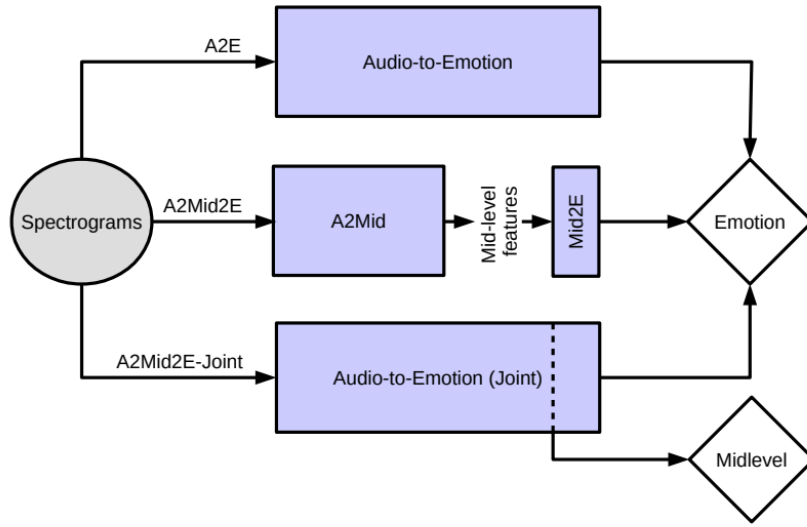 A2E
Audio-to-Emotion
Spectrograms
A2Mid2E
A2Mid
Mid-level
features
Mid2E
Emotion
A2Mid2E-Joint
Audio-to-Emotion (Joint)
Midlevel